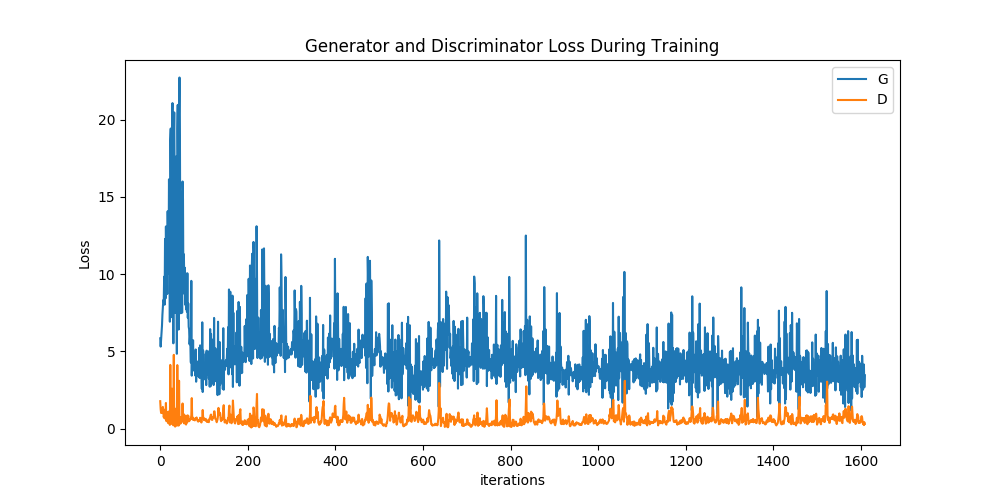 Generator and Discriminator Loss During Training
G
D
20
15
10
5
0
Loss
0 200 400 600 800 1000 1200 1400 1600
iterations